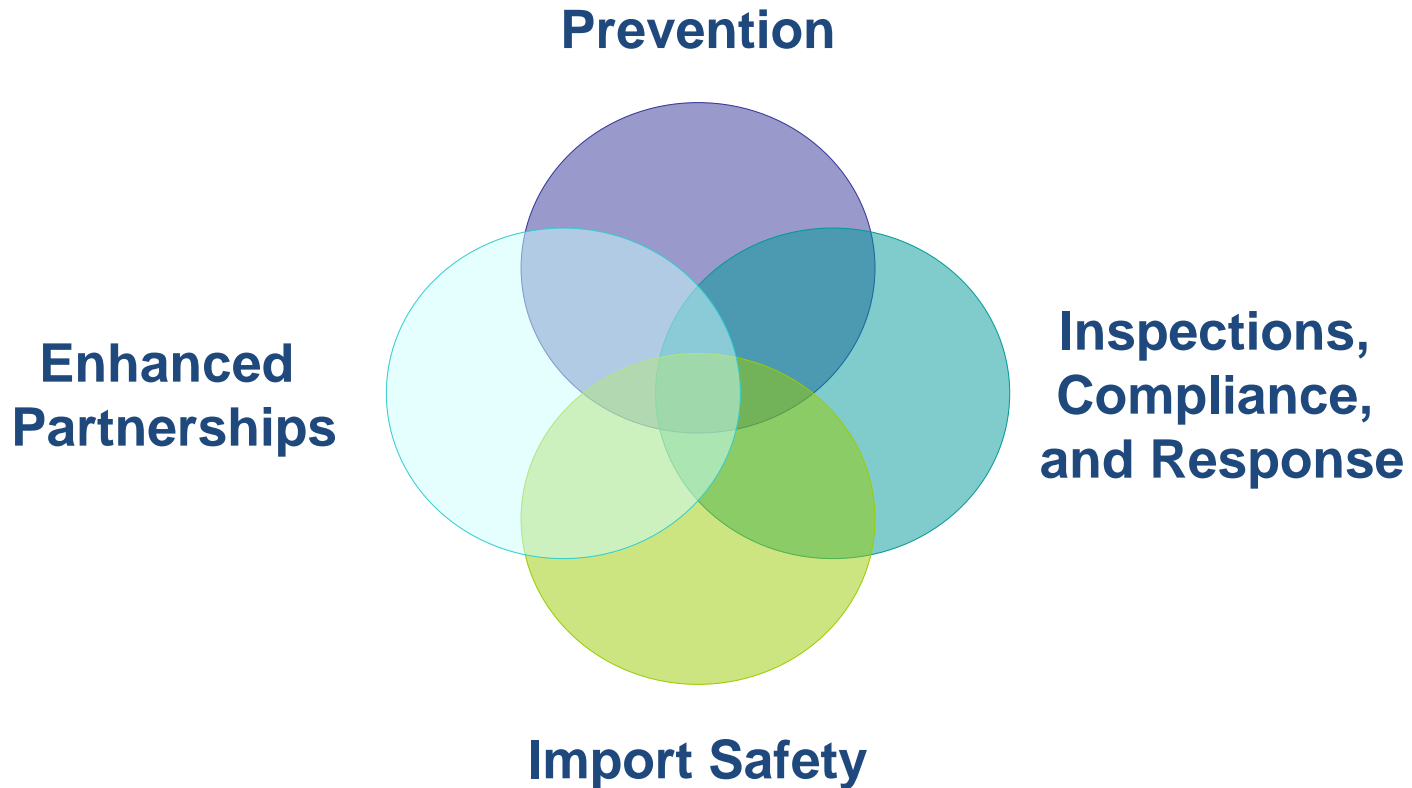 Prevention
Enhanced
Partnerships
Inspections,
Compliance,
and Response
Import Safety